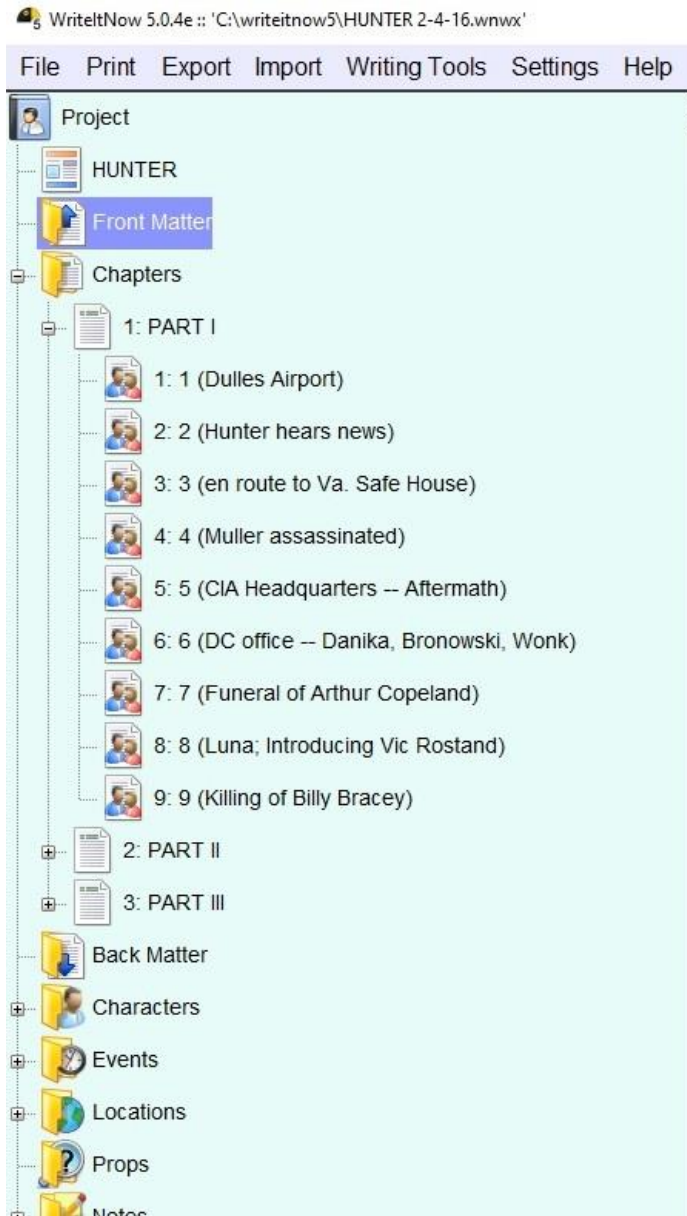 WriteItNow 5.0.4e :: 'C:\writeitnow5\HUNTER 2-4-16.wnwx'
File Print Export Import Writing Tools Settings Help
Project
HUNTER
Front Matter
Chapters
1: PART I
1: 1 (Dulles Airport)
2: 2 (Hunter hears news)
3: 3 (en route to Va. Safe House)
4: 4 (Muller assassinated)
5: 5 (CIA Headquarters -- Aftermath)
6: 6 (DC office -- Danika, Bronowski, Wonk)
7: 7 (Funeral of Arthur Copeland)
8: 8 (Luna; Introducing Vic Rostand)
9: 9 (Killing of Billy Bracey)
2: PART II
3: PART III
Back Matter
Characters
Events
Locations
Props
Notes